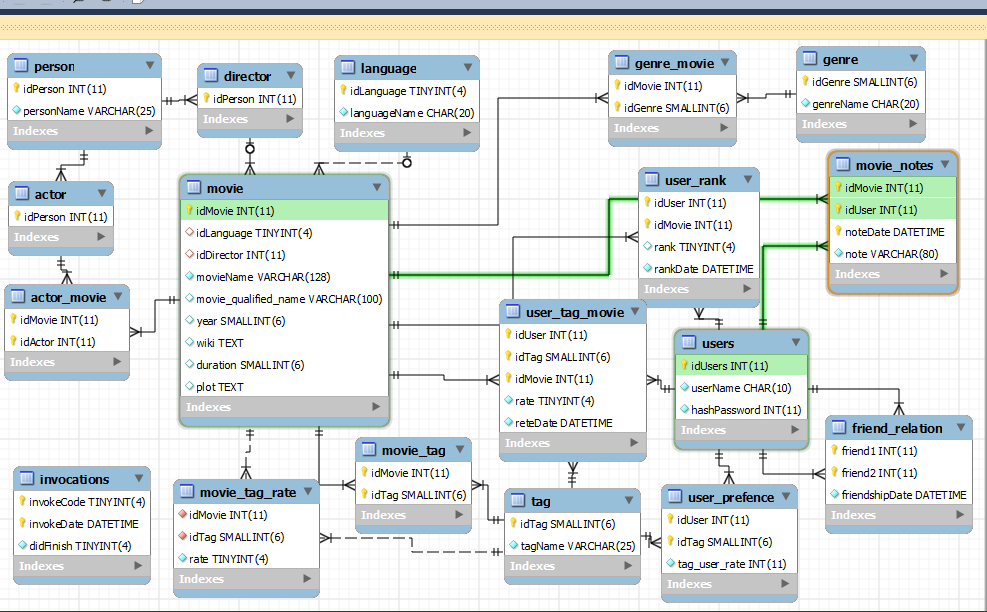 person
idPerson INT(11)
personName VARCHAR(25)
Indexes
director
idPerson INT(11)
Indexes
language
idLanguage TINYINT(4)
languageName CHAR(20)
Indexes
genre_movie
idMovie INT(11)
idGenre SMALLINT(6)
Indexes
genre
idGenre SMALLINT(6)
genreName CHAR(20)
Indexes
actor
idPerson INT(11)
Indexes
movie
idMovie INT(11)
idLanguage TINYINT(4)
idDirector INT(11)
movieName VARCHAR(128)
movie_qualified_name VARCHAR(100)
year SMALLINT(6)
wiki TEXT
duration SMALLINT(6)
plot TEXT
Indexes
user_rank
idUser INT(11)
idMovie INT(11)
rank TINYINT(4)
rankDate DATETIME
Indexes
movie_notes
idMovie INT(11)
idUser INT(11)
noteDate DATETIME
note VARCHAR(80)
Indexes
actor_movie
idMovie INT(11)
idActor INT(11)
Indexes
user_tag_movie
idUser INT(11)
idTag SMALLINT(6)
idMovie INT(11)
rate TINYINT(4)
reteDate DATETIME
Indexes
users
idUsers INT(11)
userName CHAR(10)
hashPassword INT(11)
Indexes
friend_relation
friend1 INT(11)
friend2 INT(11)
friendshipDate DATETIME
Indexes
invocations
invokeCode TINYINT(4)
invokeDate DATETIME
didFinish TINYINT(4)
Indexes
movie_tag_rate
idMovie INT(11)
idTag SMALLINT(6)
rate TINYINT(4)
Indexes
movie_tag
idMovie INT(11)
idTag SMALLINT(6)
Indexes
tag
idTag SMALLINT(6)
tagName VARCHAR(25)
Indexes
user_prefence
idUser INT(11)
idTag SMALLINT(6)
tag_user_rate INT(11)
Indexes